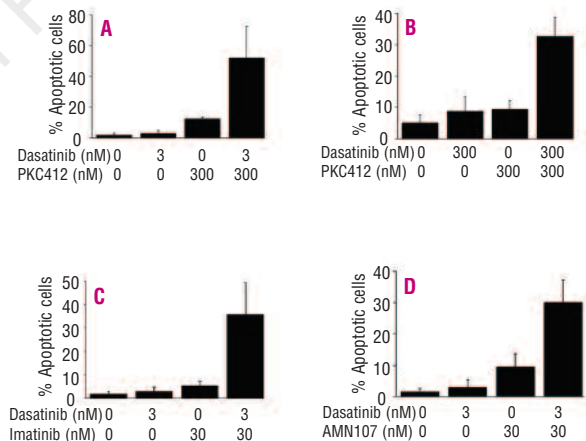 A
% Apoptotic cells
80
60
40
20
0
Dasatinib (nM) 0 3 0 3
PKC412 (nM) 0 0 300 300
B
% Apoptotic cells
40
30
20
10
0
Dasatinib (nM) 0 300 0 300
PKC412 (nM) 0 0 300 300
C
% Apoptotic cells
50
40
30
20
10
0
Dasatinib (nM) 0 3 0 3
Imatinib (nM) 0 0 30 30
D
% Apoptotic cells
40
30
20
10
0
Dasatinib (nM) 0 3 0 3
AMN107 (nM) 0 0 30 30